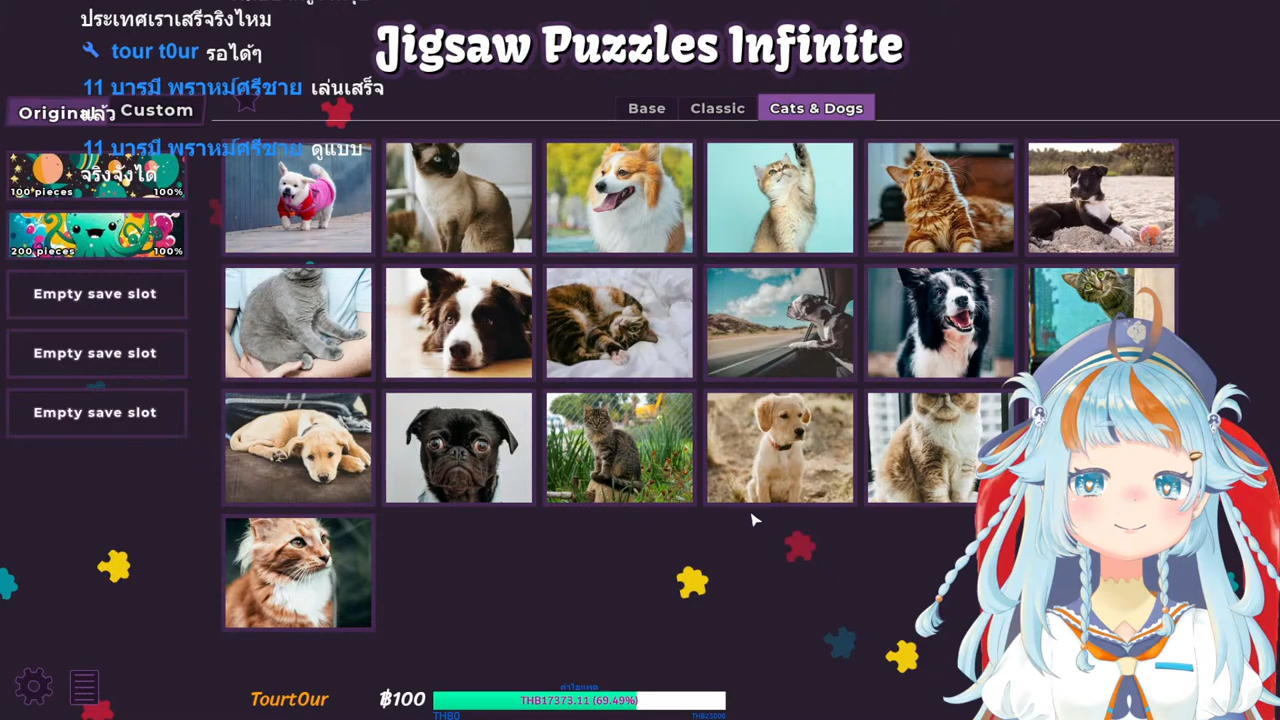 ประเทศเราเสรีจริงไหม
tour t0ur รอได้ๆ
11 บารมี พราหม์ศรีชาย เล่นเสร็จ
แล้ว
11 บารมี พราหม์ศรีชาย ดูแบบ
จริงจังได้
Jigsaw Puzzles Infinite
Original
Custom
Base
Classic
Cats & Dogs
100 pieces
100%
200 pieces
100%
Empty save slot
Empty save slot
Empty save slot
TourtOur
฿100
THB17373.11 (69.49%)
THB0
THB25000